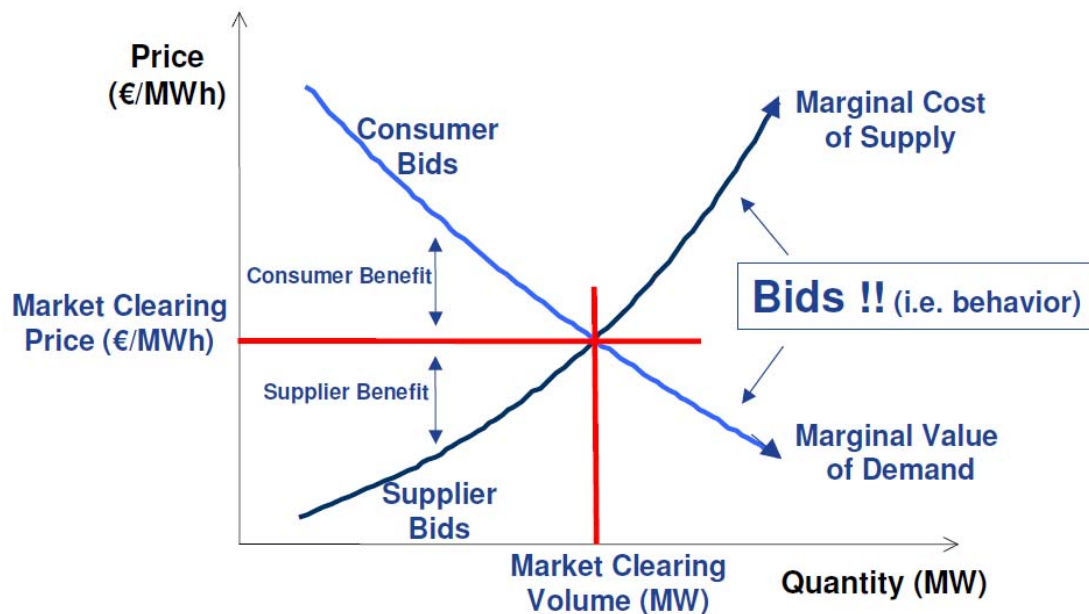 Price
(€/MWh)
Consumer
Bids
Marginal Cost
of Supply
Consumer Benefit
Bids !! (i.e. behavior)
Market Clearing
Price (€/MWh)
Supplier Benefit
Marginal Value
of Demand
Supplier
Bids
Market Clearing
Volume (MW)
Quantity (MW)